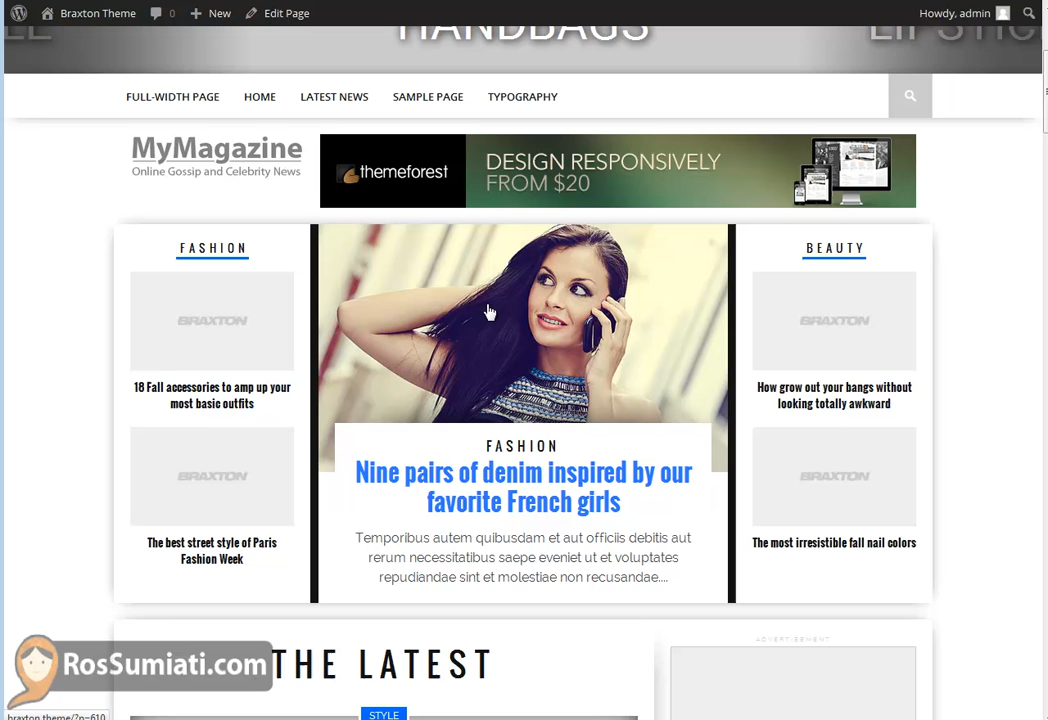 Braxton Theme 0 New Edit Page Howdy, admin
HANDBAGS
FULL-WIDTH PAGE HOME LATEST NEWS SAMPLE PAGE TYPOGRAPHY
MyMagazine
Online Gossip and Celebrity News
themeforest
DESIGN RESPONSIVELY
FROM $20
FASHION
BRAXTON
18 Fall accessories to amp up your
most basic outfits
BRAXTON
The best street style of Paris
Fashion Week
FASHION
Nine pairs of denim inspired by our
favorite French girls
Temporibus autem quibusdam et aut officiis debitis aut
rerum necessitatibus saepe eveniet ut et voluptates
repudiandae sint et molestiae non recusandae....
BEAUTY
BRAXTON
How grow out your bangs without
looking totally awkward
BRAXTON
The most irresistible fall nail colors
THE LATEST
STYLE
ADVERTISEMENT
RosSumiati.com
braxton theme/?p=610